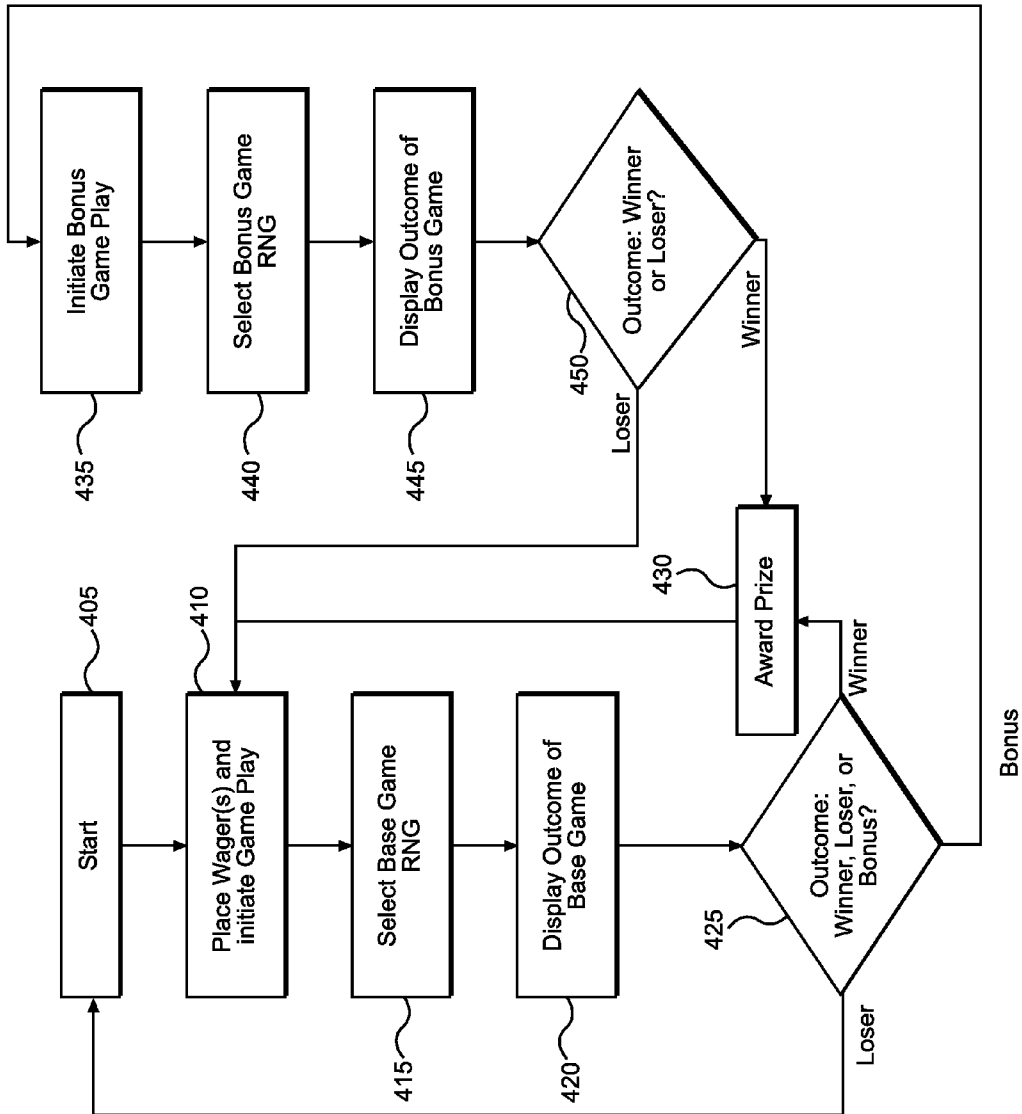 Start
405
Place Wager(s) and
initiate Game Play
410
Select Base Game
RNG
415
Display Outcome of
Base Game
420
Outcome:
Winner, Loser, or
Bonus?
425
Loser
Winner
Bonus
Award Prize
430
Initiate Bonus
Game Play
435
Select Bonus Game
RNG
440
Display Outcome of
Bonus Game
445
Outcome: Winner
or Loser?
450
Loser
Winner